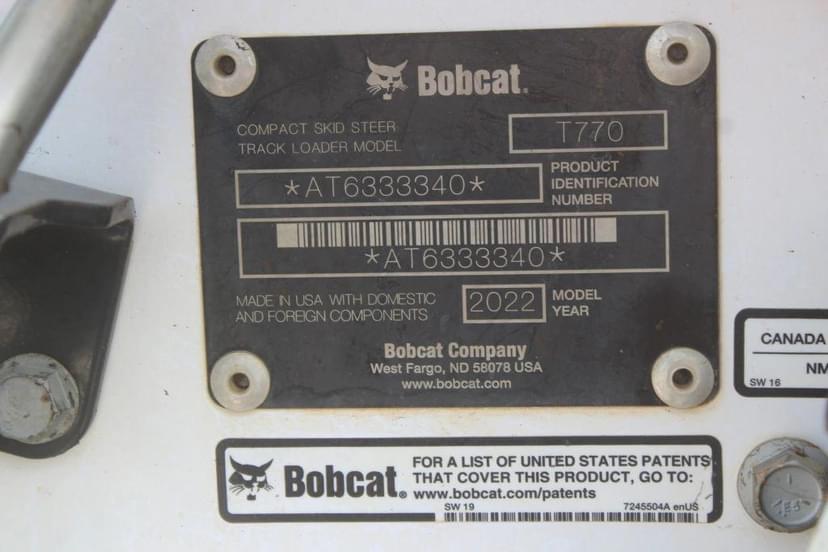 Bobcat.
COMPACT SKID STEER
TRACK LOADER MODEL
T770
*AT6333340*
PRODUCT
IDENTIFICATION
NUMBER
*AT6333340*
MADE IN USA WITH DOMESTIC
AND FOREIGN COMPONENTS
2022
MODEL
YEAR
Bobcat Company
West Fargo, ND 58078 USA
www.bobcat.com
CANADA
NM
SW 16
Bobcat.
FOR A LIST OF UNITED STATES PATENTS
THAT COVER THIS PRODUCT, GO TO:
www.bobcat.com/patents
SW 19
7245504A enUS